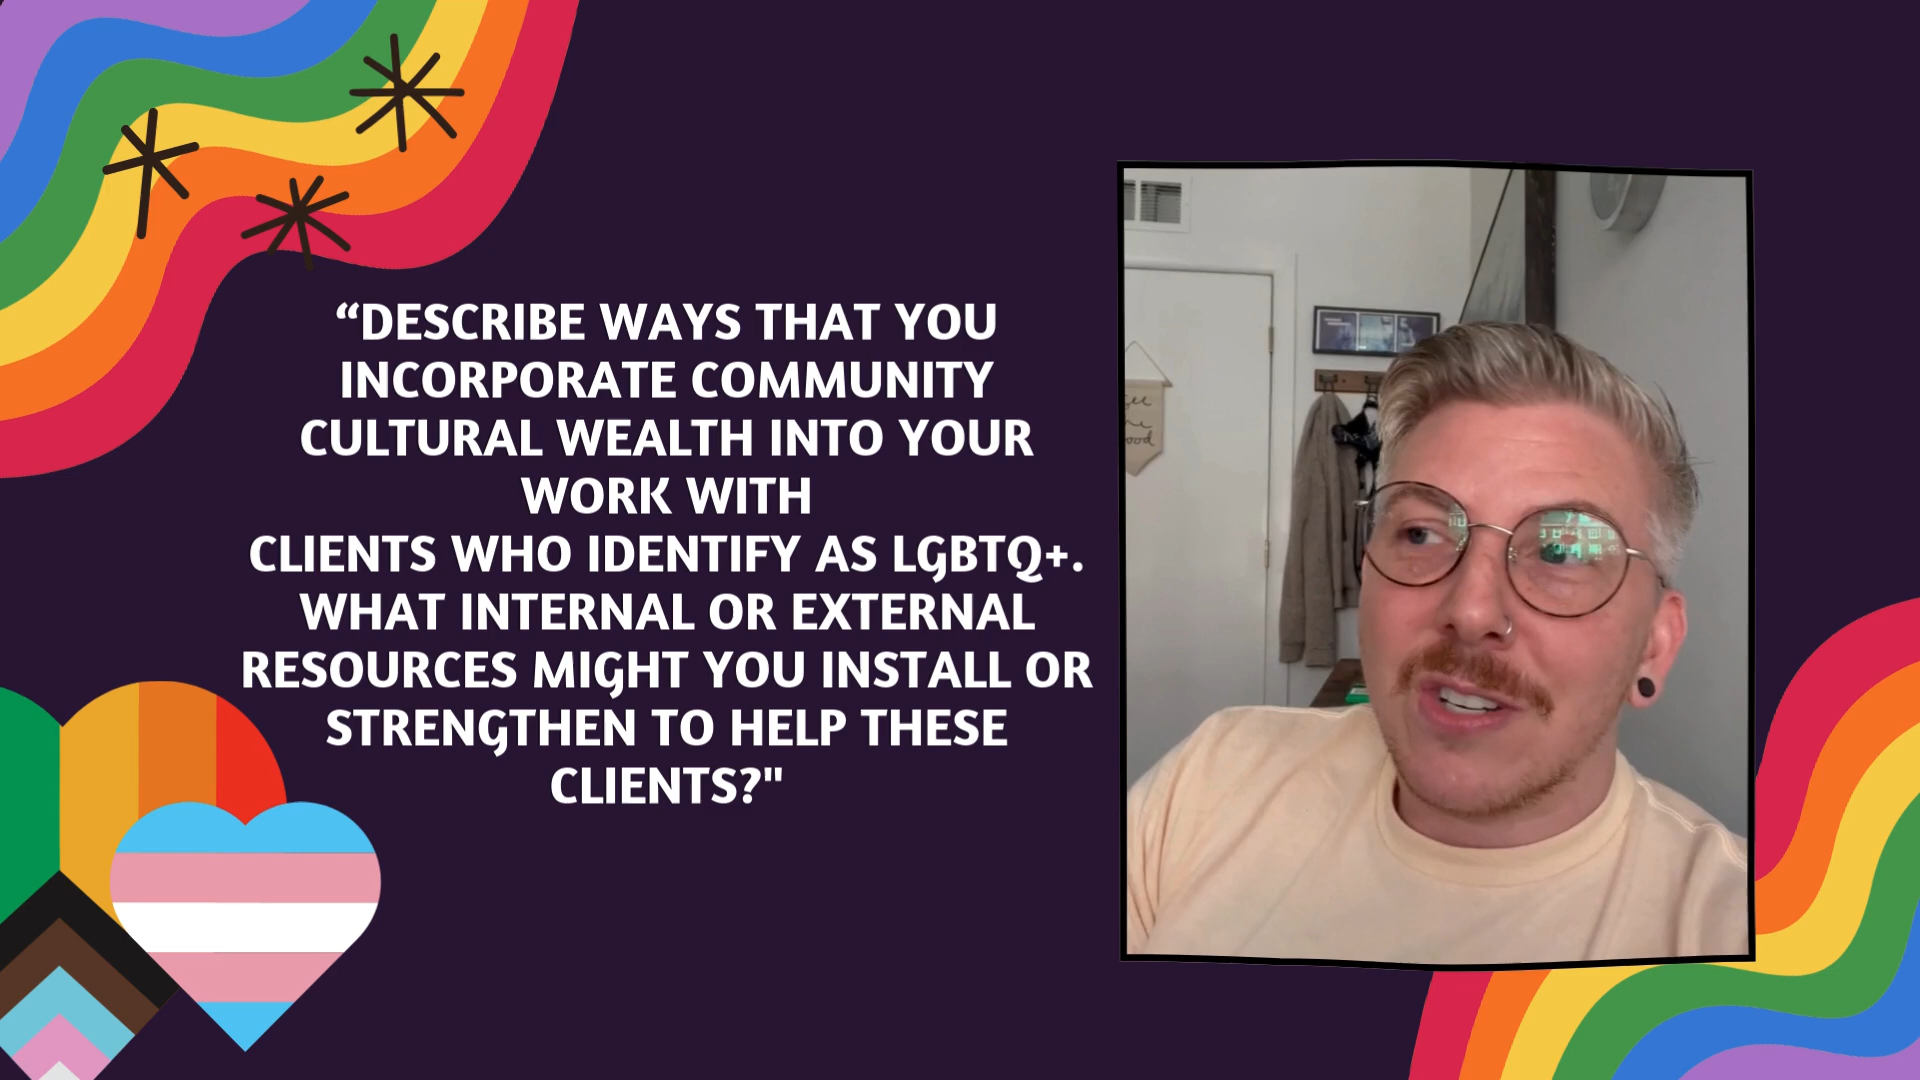 “DESCRIBE WAYS THAT YOU
INCORPORATE COMMUNITY
CULTURAL WEALTH INTO YOUR
WORK WITH
CLIENTS WHO IDENTIFY AS LGBTQ+.
WHAT INTERNAL OR EXTERNAL
RESOURCES MIGHT YOU INSTALL OR
STRENGTHEN TO HELP THESE
CLIENTS?"